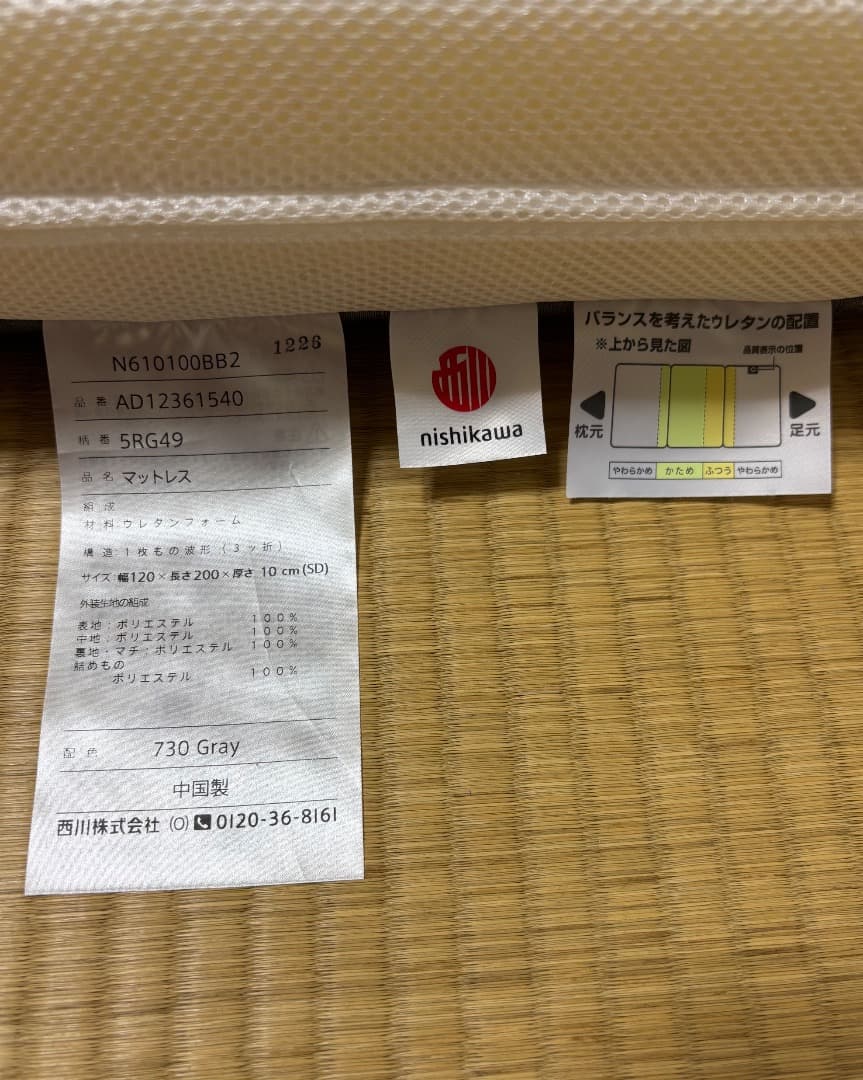 N610100BB2 1226
品番 AD12361540
柄番 5RG49
品名 マットレス
組成
材料:ウレタンフォーム
構造:1枚もの波形(3ッ折)
サイズ:幅120×長さ200×厚さ 10 cm(SD)
外装生地の組成
表地:ポリエステル 100%
中地:ポリエステル 100%
裏地・マチ:ポリエステル 100%
詰めもの
ポリエステル 100%
配色 730 Gray
中国製
西川株式会社 (O) 0120-36-8161
西川
nishikawa
バランスを考えたウレタンの配置
※上から見た図
品質表示の位置
枕元 足元
やわらかめ かため ふつう やわらかめ